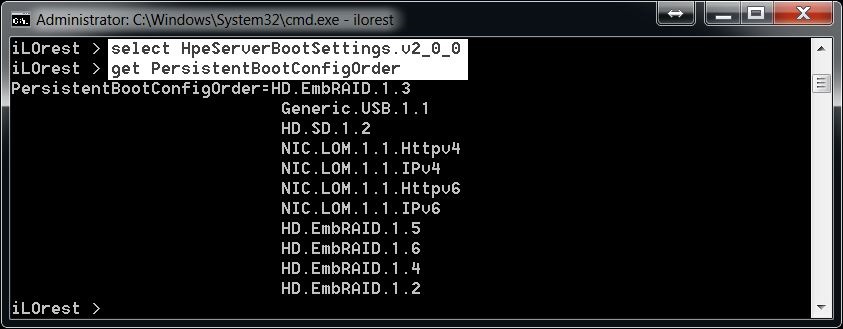 Administrator: C:\Windows\System32\cmd.exe - ilorest
iLOrest > select HpeServerBootSettings.v2_0_0
iLOrest > get PersistentBootConfigOrder
PersistentBootConfigOrder=HD.EmbRAID.1.3
Generic.USB.1.1
HD.SD.1.2
NIC.LOM.1.1.Httpv4
NIC.LOM.1.1.IPv4
NIC.LOM.1.1.Httpv6
NIC.LOM.1.1.IPv6
HD.EmbRAID.1.5
HD.EmbRAID.1.6
HD.EmbRAID.1.4
HD.EmbRAID.1.2
iLOrest >